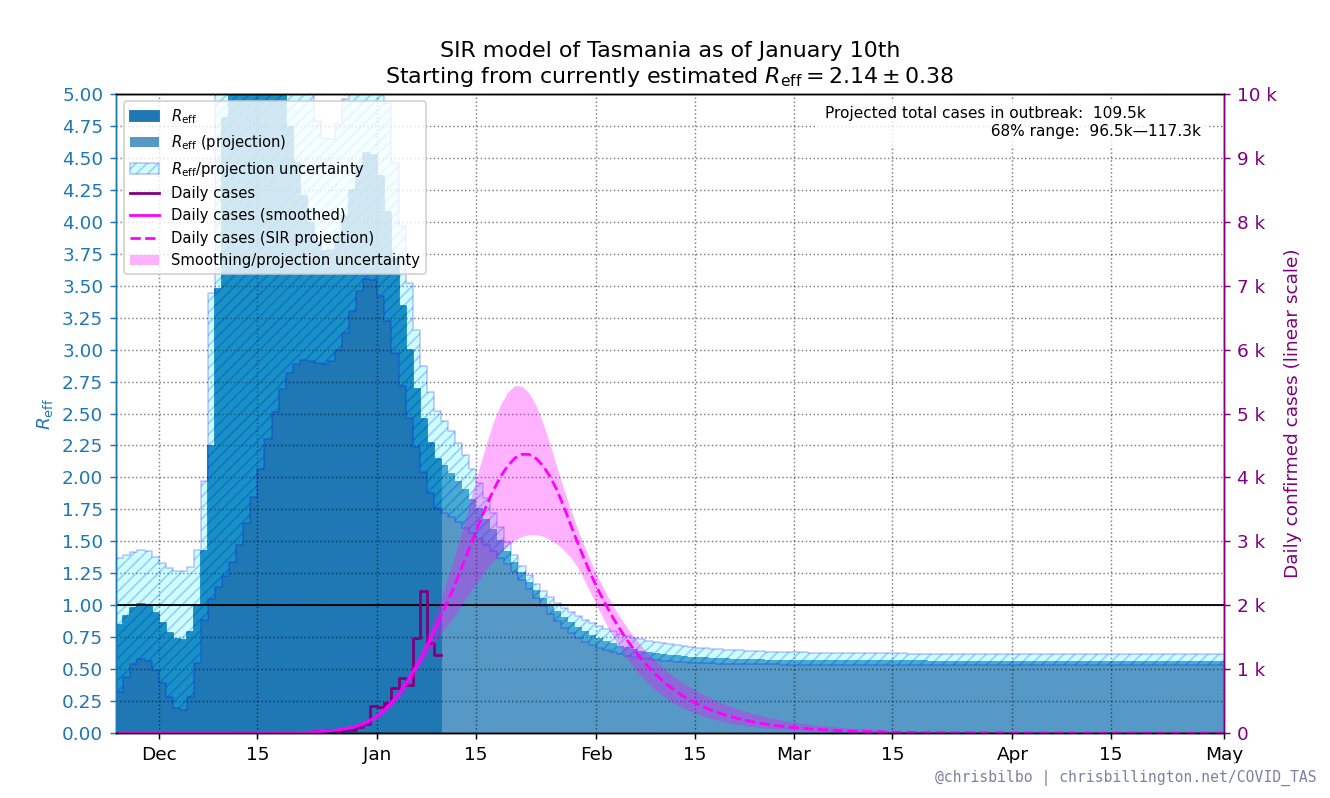 SIR model of Tasmania as of January 10th
Starting from currently estimated R_eff = 2.14 ± 0.38
Projected total cases in outbreak: 109.5k
68% range: 96.5k—117.3k
R_eff
R_eff (projection)
R_eff/projection uncertainty
Daily cases
Daily cases (smoothed)
Daily cases (SIR projection)
Smoothing/projection uncertainty
5.00
4.75
4.50
4.25
4.00
3.75
3.50
3.25
3.00
2.75
2.50
2.25
2.00
1.75
1.50
1.25
1.00
0.75
0.50
0.25
0.00
R_eff
10 k
9 k
8 k
7 k
6 k
5 k
4 k
3 k
2 k
1 k
0
Daily confirmed cases (linear scale)
Dec 15 Jan 15 Feb 15 Mar 15 Apr 15 May
@chrisbilbo | chrisbillington.net/COVID_TAS